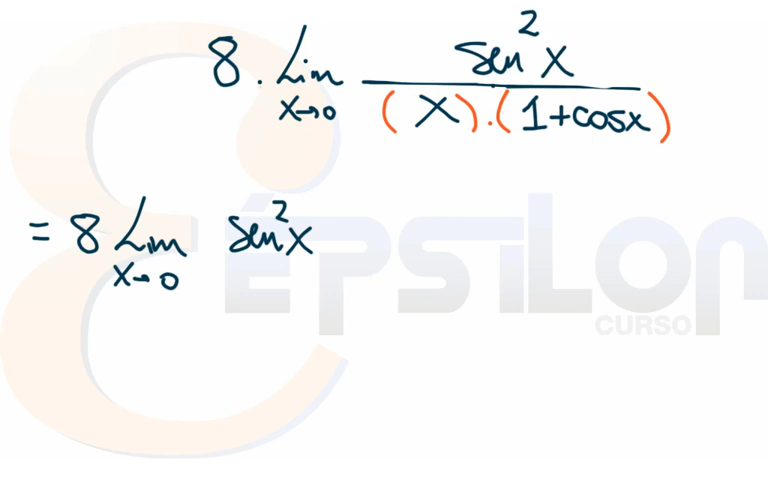 8 . Lim sen²x / (x).(1+cosx)
x→0
= 8 Lim sen²x
x→0
ÉPSILON
CURSO